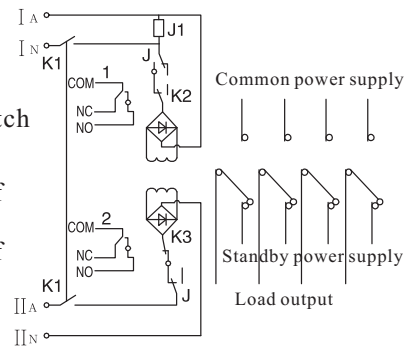 I A
I N
K1
J1
J
COM 1
NC
NO
K2
Common power supply
tch
f
COM 2
NC
NO
K3
f
Standby power supply
K1
J
II A
Load output
II N